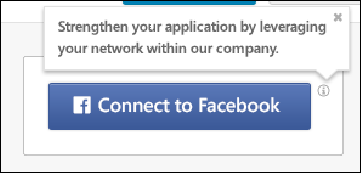 Strengthen your application by leveraging
your network within our company.
Connect to Facebook